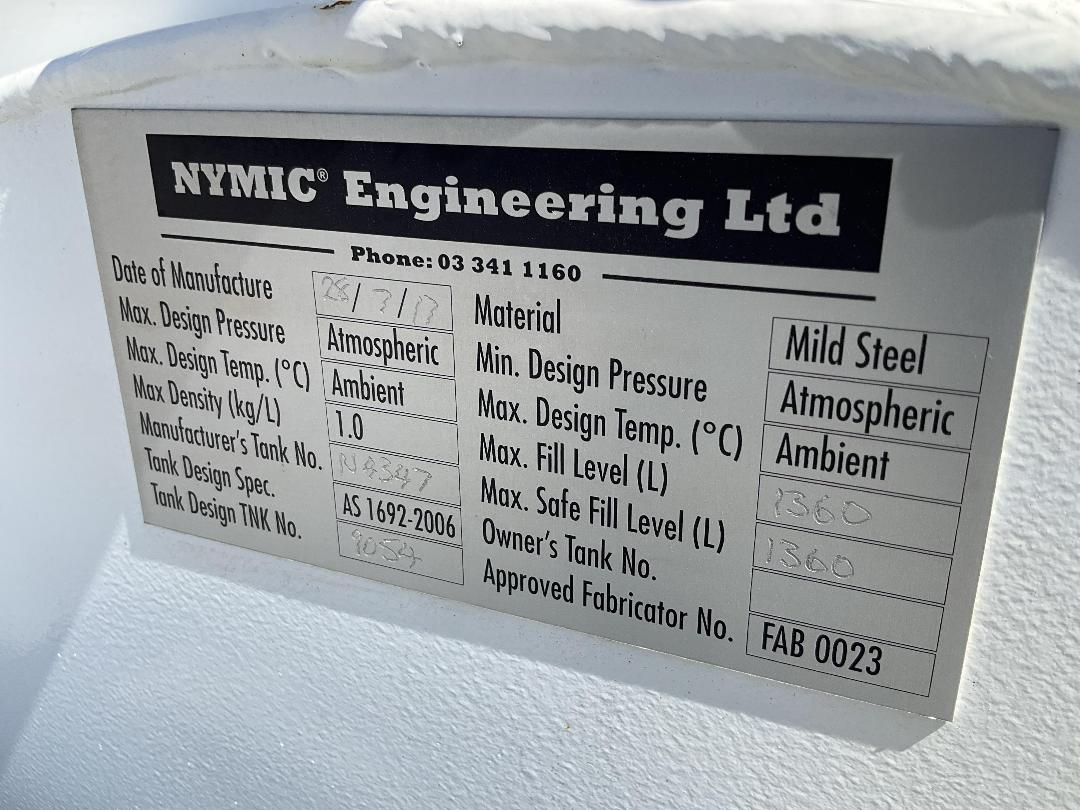 NYMIC® Engineering Ltd
Phone: 03 341 1160
Date of Manufacture 28/3/13
Max. Design Pressure Atmospheric
Max. Design Temp. (°C) Ambient
Max Density (kg/L) 1.0
Manufacturer's Tank No.
Tank Design Spec. AS 1692-2006
Tank Design TNK No. 9054
Material Mild Steel
Min. Design Pressure Atmospheric
Max. Design Temp. (°C) Ambient
Max. Fill Level (L) 1360
Max. Safe Fill Level (L) 1360
Owner's Tank No.
Approved Fabricator No. FAB 0023